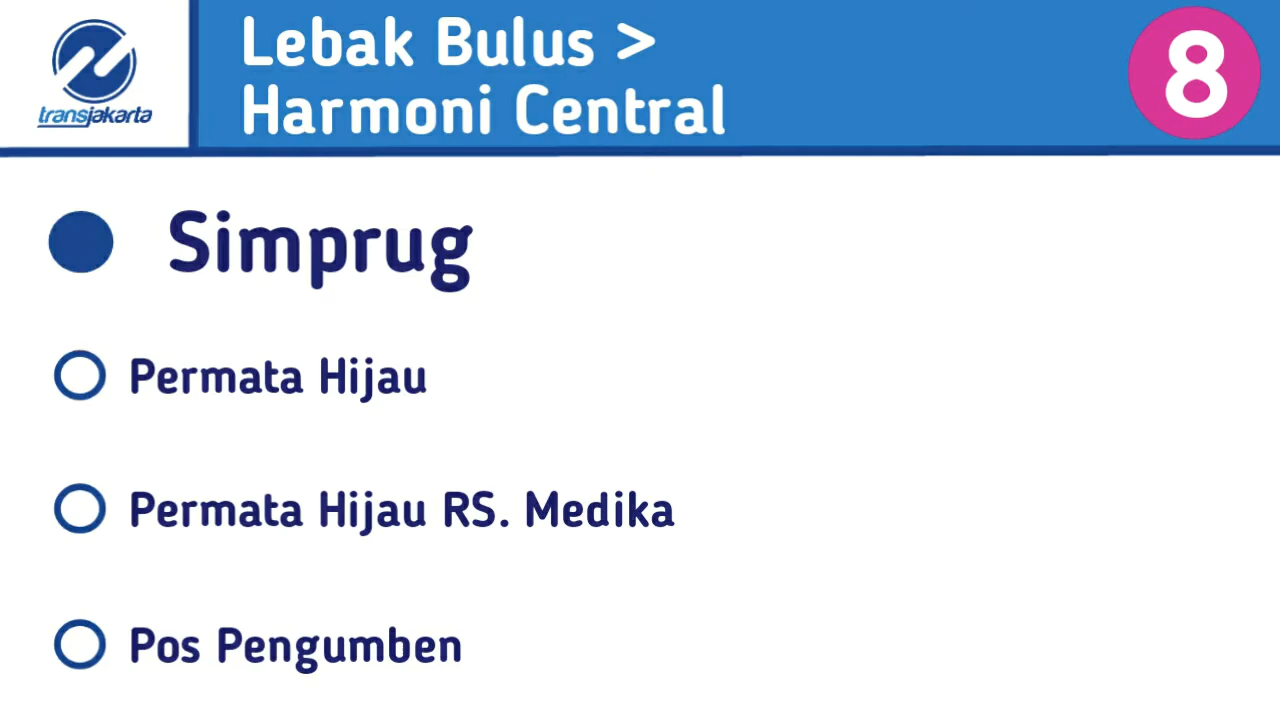 transjakarta
Lebak Bulus >
Harmoni Central
8
Simprug
Permata Hijau
Permata Hijau RS. Medika
Pos Pengumben